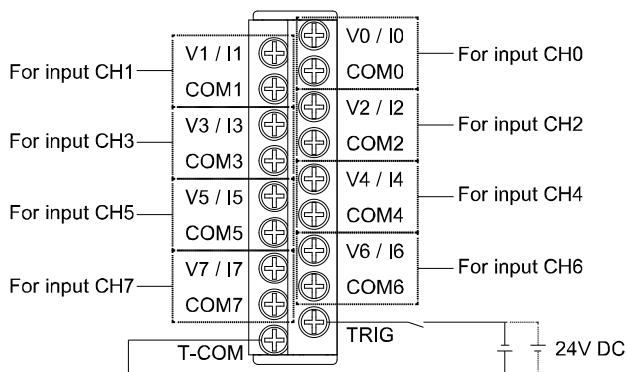 V0 / I0
V1 / I1
For input CH0
For input CH1
COM0
COM1
V2 / I2
V3 / I3
For input CH2
For input CH3
COM2
COM3
V4 / I4
V5 / I5
For input CH4
For input CH5
COM4
COM5
V6 / I6
V7 / I7
For input CH6
For input CH7
COM6
COM7
TRIG
T-COM
24V DC